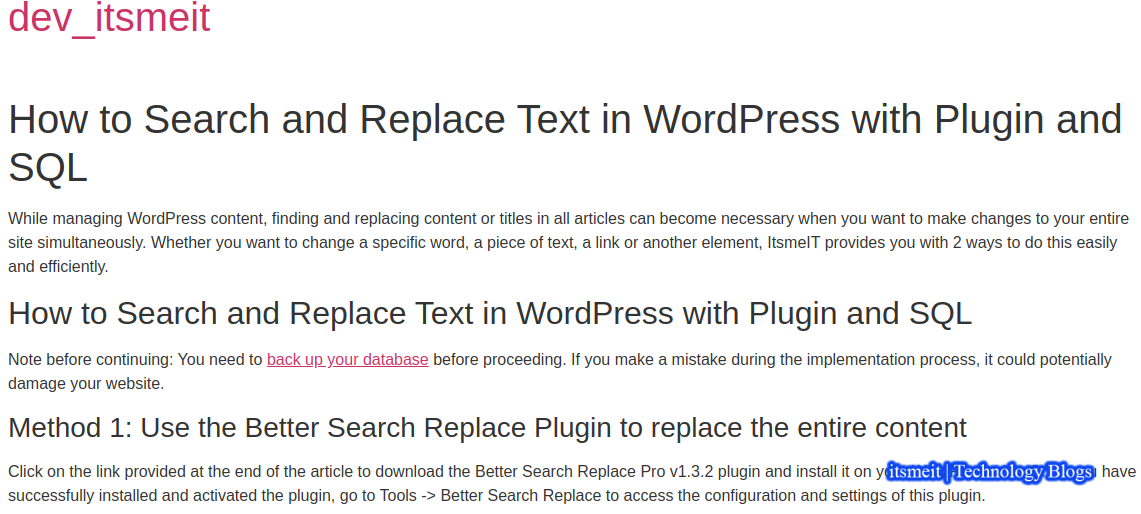 dev_itsmeit
How to Search and Replace Text in WordPress with Plugin and
SQL
While managing WordPress content, finding and replacing content or titles in all articles can become necessary when you want to make changes to your entire
site simultaneously. Whether you want to change a specific word, a piece of text, a link or another element, ItsmeIT provides you with 2 ways to do this easily
and efficiently.
How to Search and Replace Text in WordPress with Plugin and SQL
Note before continuing: You need to back up your database before proceeding. If you make a mistake during the implementation process, it could potentially
damage your website.
Method 1: Use the Better Search Replace Plugin to replace the entire content
Click on the link provided at the end of the article to download the Better Search Replace Pro v1.3.2 plugin and install it on have
itsmeit | Technology Blogs
successfully installed and activated the plugin, go to Tools -> Better Search Replace to access the configuration and settings of this plugin.